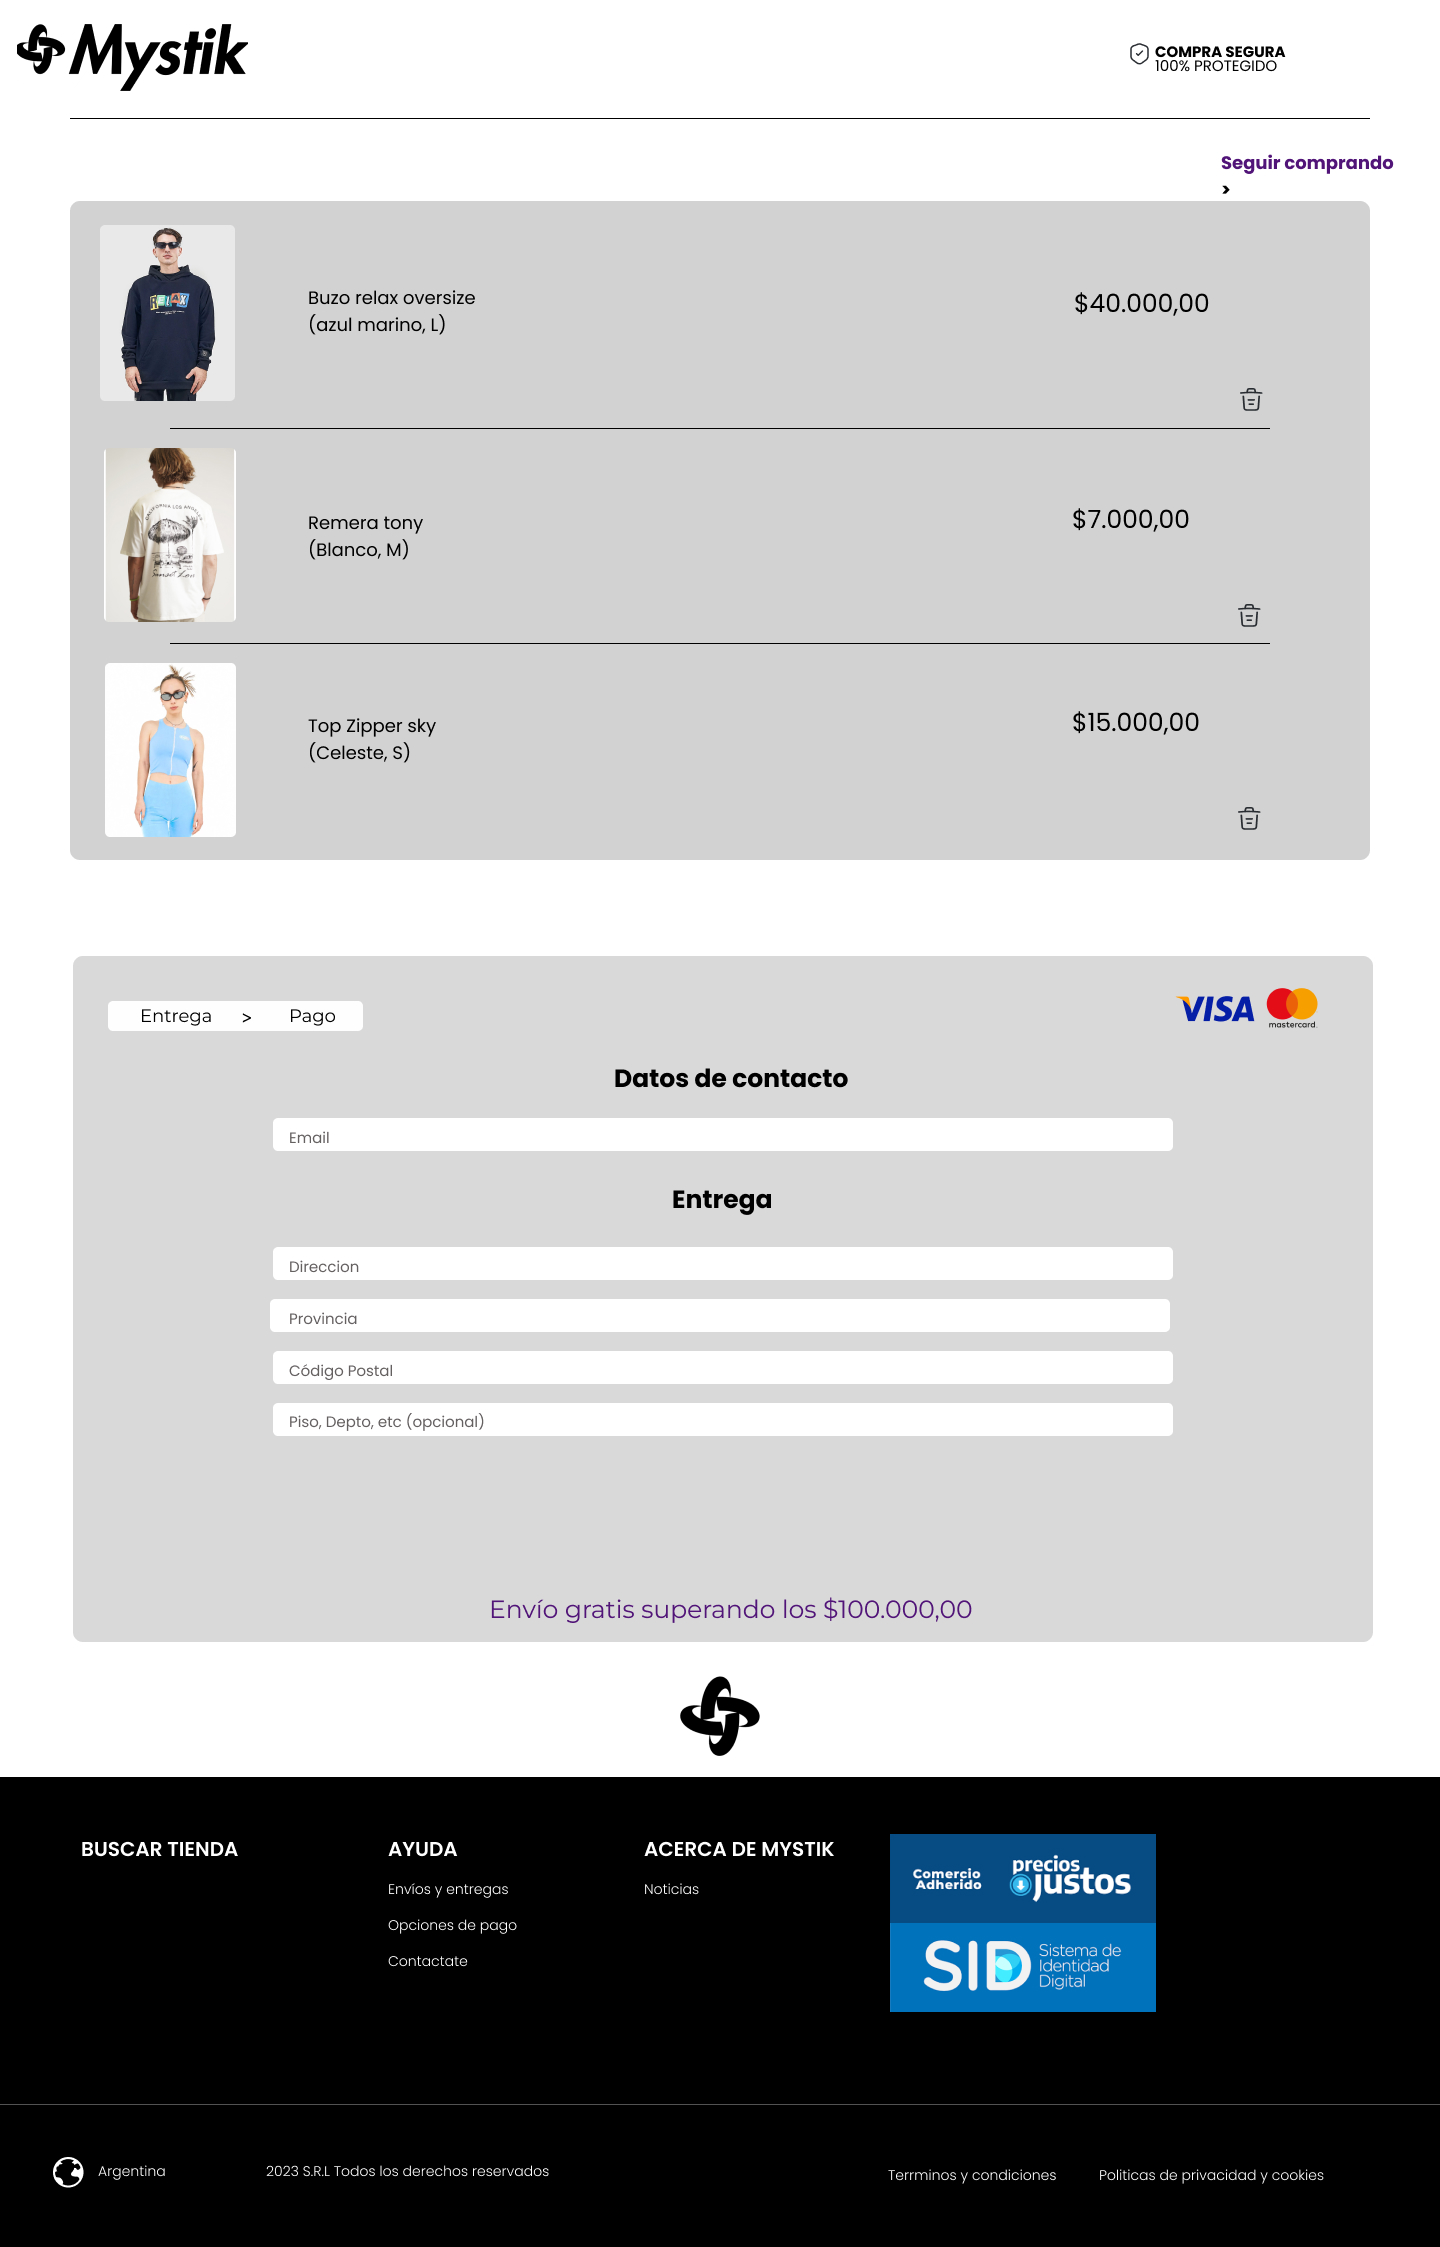 Mystik
COMPRA SEGURA
100% PROTEGIDO
Seguir comprando
>
RELAX
Buzo relax oversize
(azul marino, L)
$40.000,00
CALIFORNIA LOS ANGELES
Remera tony
(Blanco, M)
$7.000,00
Top Zipper sky
(Celeste, S)
$15.000,00
Entrega > Pago
VISA
mastercard
Datos de contacto
Email
Entrega
Direccion
Provincia
Código Postal
Piso, Depto, etc (opcional)
Envío gratis superando los $100.000,00
BUSCAR TIENDA
AYUDA
Envíos y entregas
Opciones de pago
Contactate
ACERCA DE MYSTIK
Noticias
Comercio
Adherido
precios
justos
SID
Sistema de
Identidad
Digital
Argentina
2023 S.R.L Todos los derechos reservados
Terrminos y condiciones
Politicas de privacidad y cookies